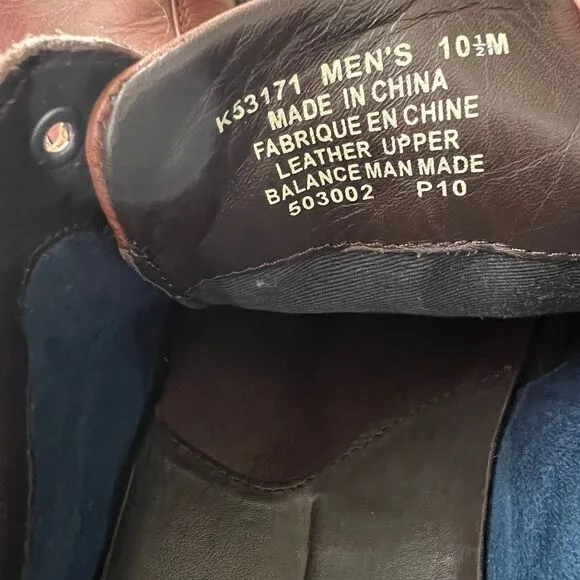 K53171 MEN'S 10½M
MADE IN CHINA
FABRIQUE EN CHINE
LEATHER UPPER
BALANCE MAN MADE
503002 P10